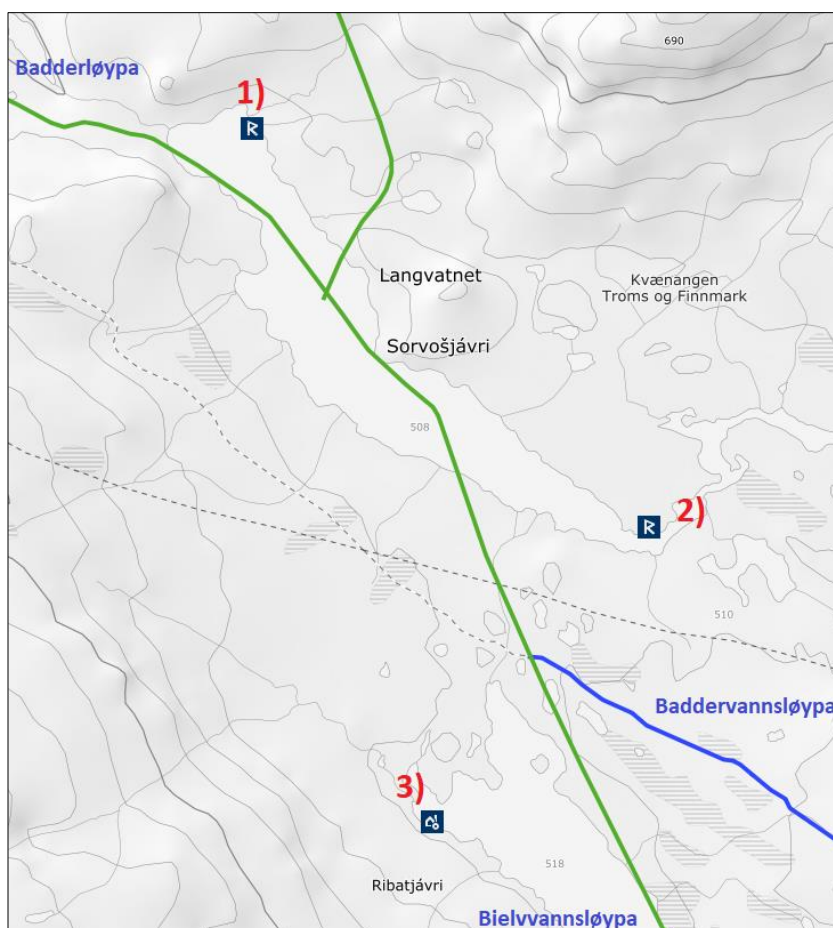 690
Badderløypa
1)
R
Langvatnet
Kvænangen
Troms og Finnmark
Sorvošjávri
508
2)
R
510
Baddervannsløypa
3)
Ribatjávri
518
Bielvvannsløypa